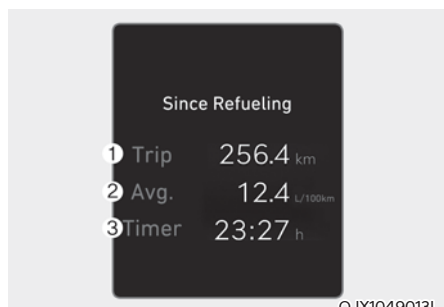 Since Refueling
1 Trip 256.4 km
2 Avg. 12.4 L/100km
3 Timer 23:27 h